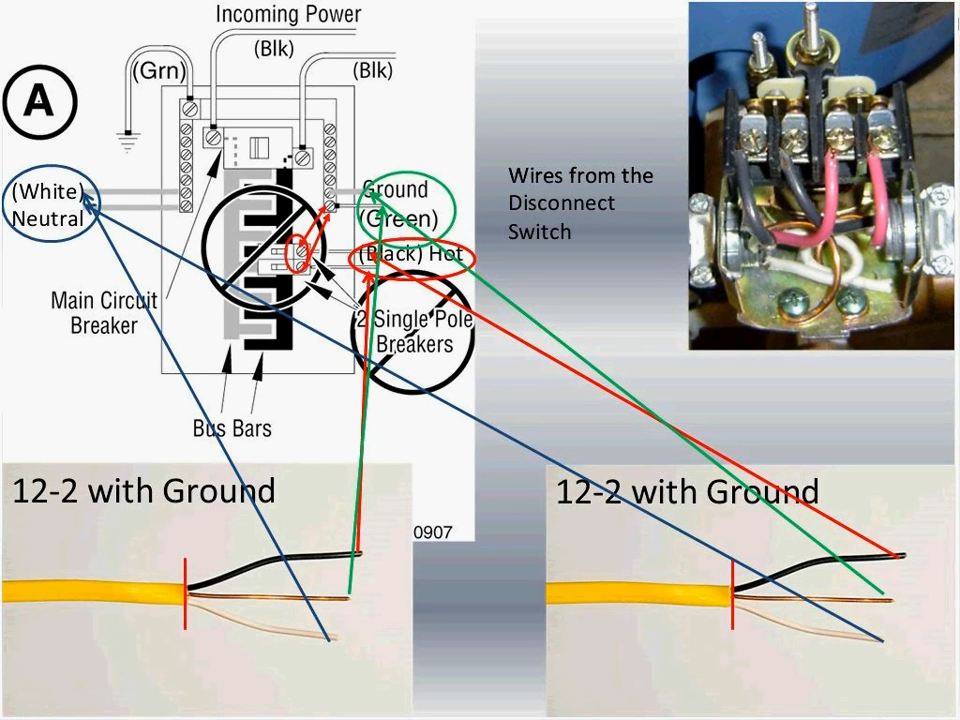 Incoming Power
(Blk)
(Blk)
(Grn)
A
(White)
Neutral
Ground
(Green)
(Black) Hot
Wires from the
Disconnect
Switch
Main Circuit
Breaker
2 Single Pole
Breakers
Bus Bars
12-2 with Ground
0907
12-2 with Ground